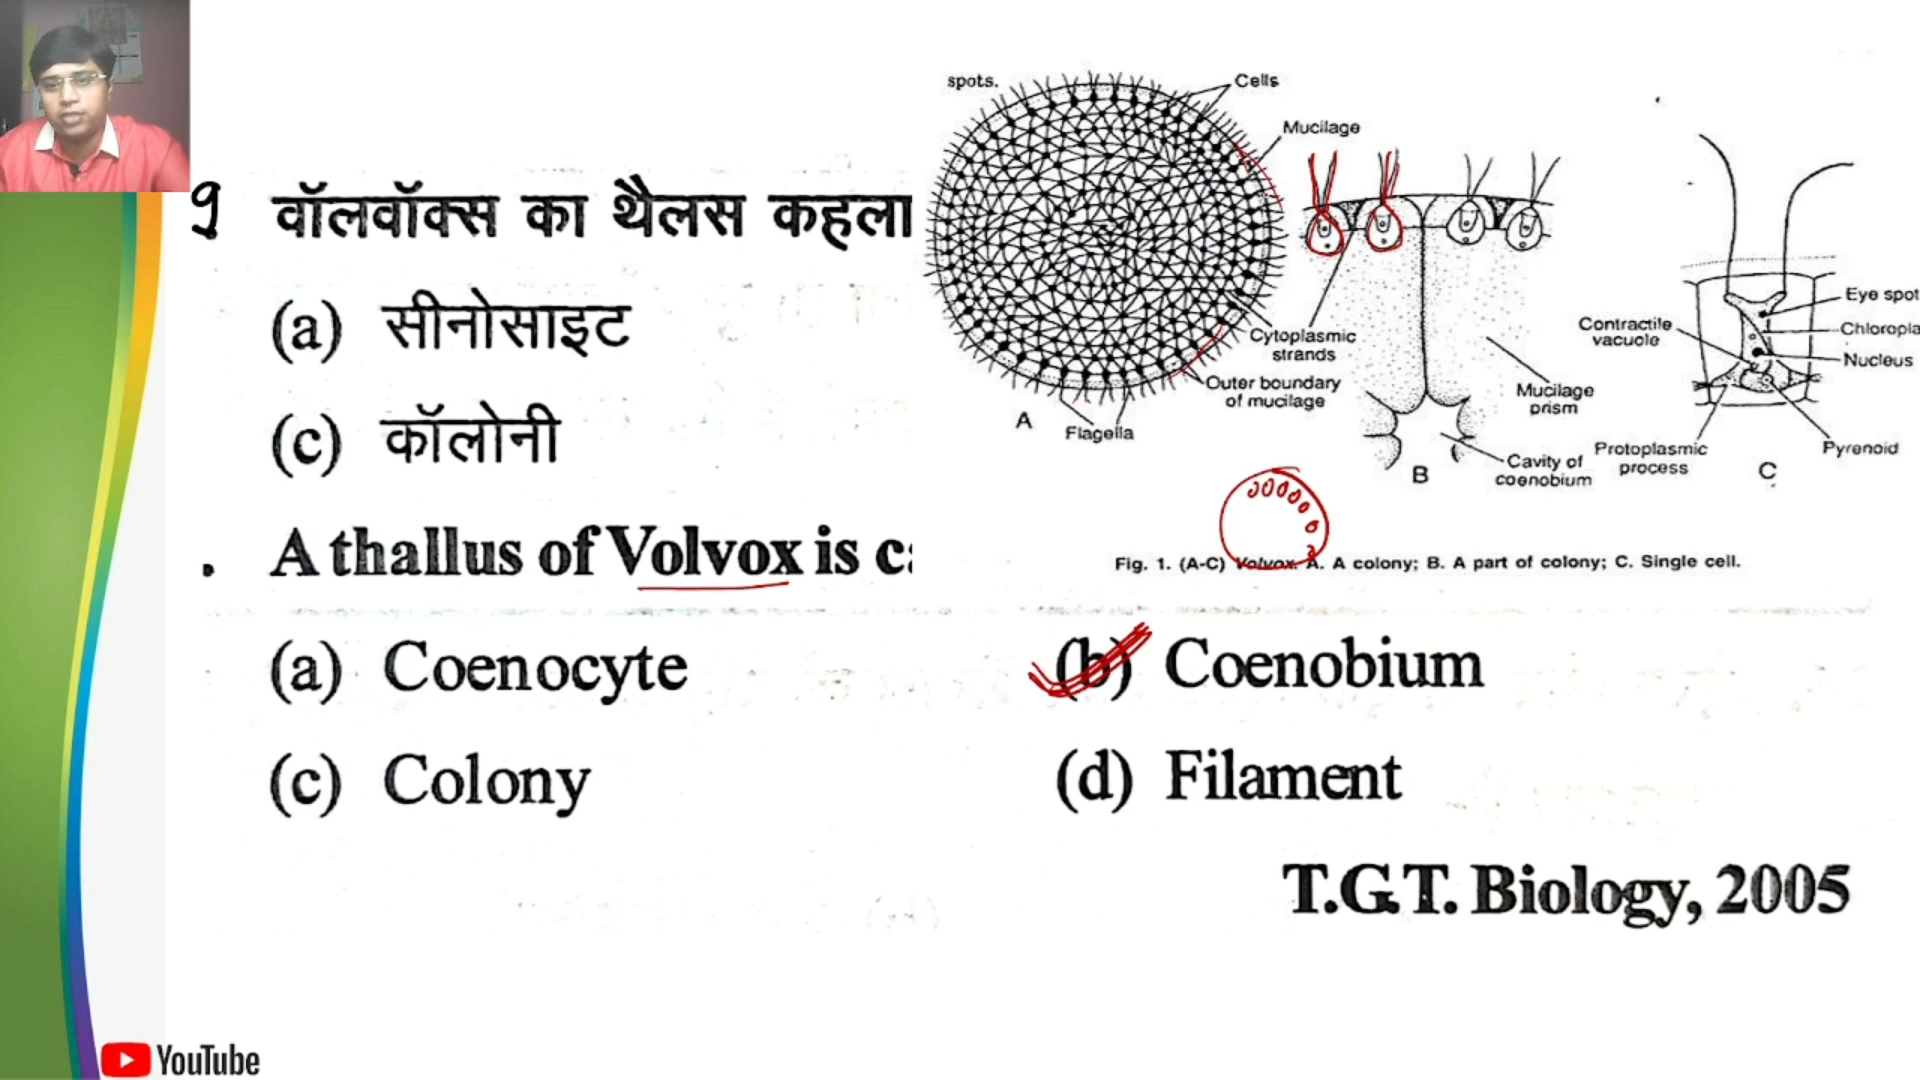 spots.
Cells
Mucilage
9 वॉलवॉक्स का थैलस कहला
(a) सीनोसाइट
(c) कॉलोनी
Cytoplasmic
strands
Outer boundary
of mucilage
A
Flagella
Mucilage
prism
Cavity of
coenobium
B
Eye spot
Contractile
vacuole
Chloropla
Nucleus
Protoplasmic
process
Pyrenoid
C
Fig. 1. (A-C) Volvox. A. A colony; B. A part of colony; C. Single cell.
. A thallus of Volvox is c
(a) Coenocyte
(b) Coenobium
(c) Colony
(d) Filament
T.G.T. Biology, 2005
YouTube